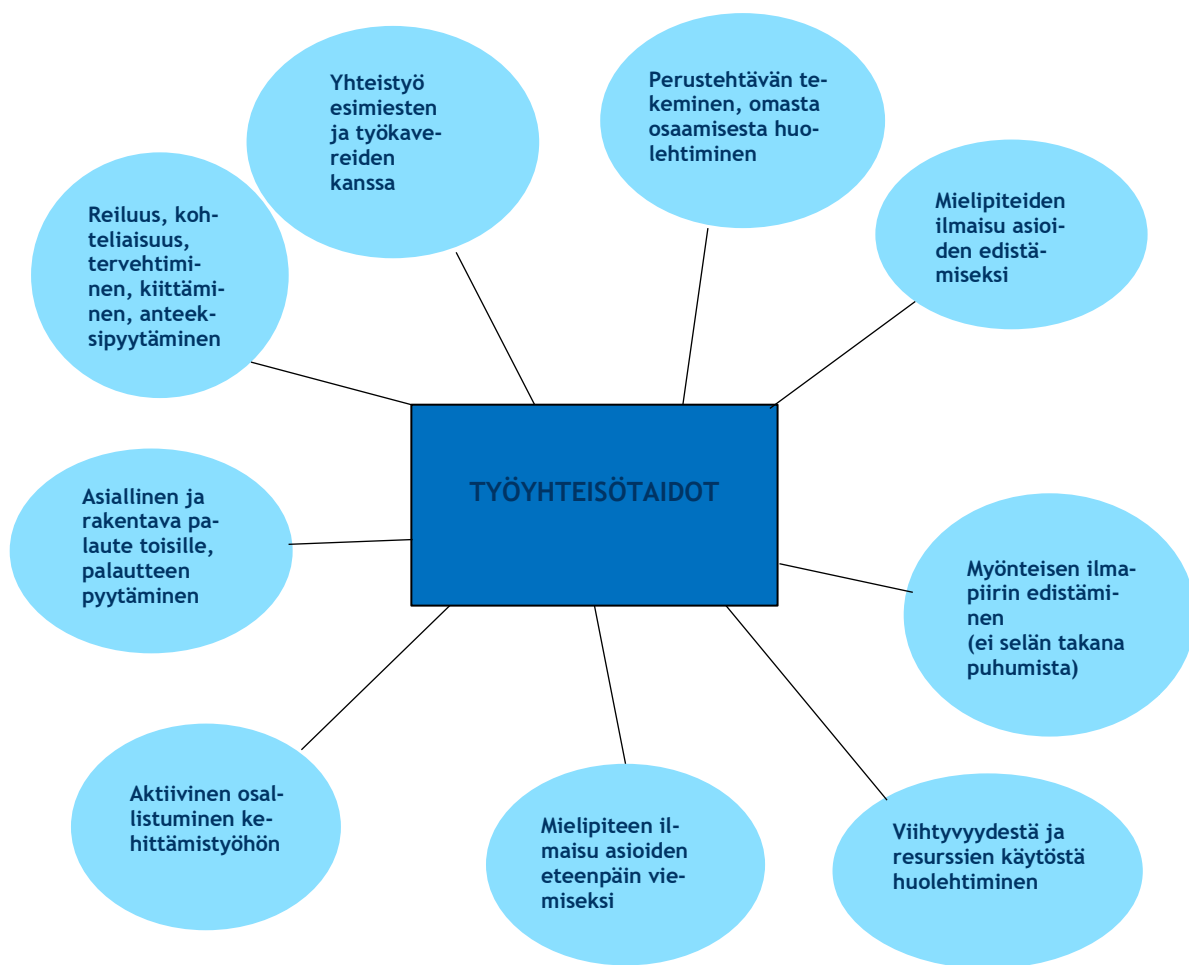 Yhteistyö
esimiesten
ja työkave-
reiden
kanssa
Perustehtävän te-
keminen, omasta
osaamisesta huo-
lehtiminen
Mielipiteiden
ilmaisu asioi-
den edistä-
miseksi
Reiluus, koh-
teliaisuus,
tervehtimi-
nen, kiittämi-
nen, anteek-
sipyytäminen
TYÖYHTEISÖTAIDOT
Asiallinen ja
rakentava pa-
laute toisille,
palautteen
pyytäminen
Myönteisen ilma-
piirin edistämi-
nen
(ei selän takana
puhumista)
Aktiivinen osal-
listuminen ke-
hittämistyöhön
Mielipiteen il-
maisu asioiden
eteenpäin vie-
miseksi
Viihtyvyydestä ja
resurssien käytöstä
huolehtiminen